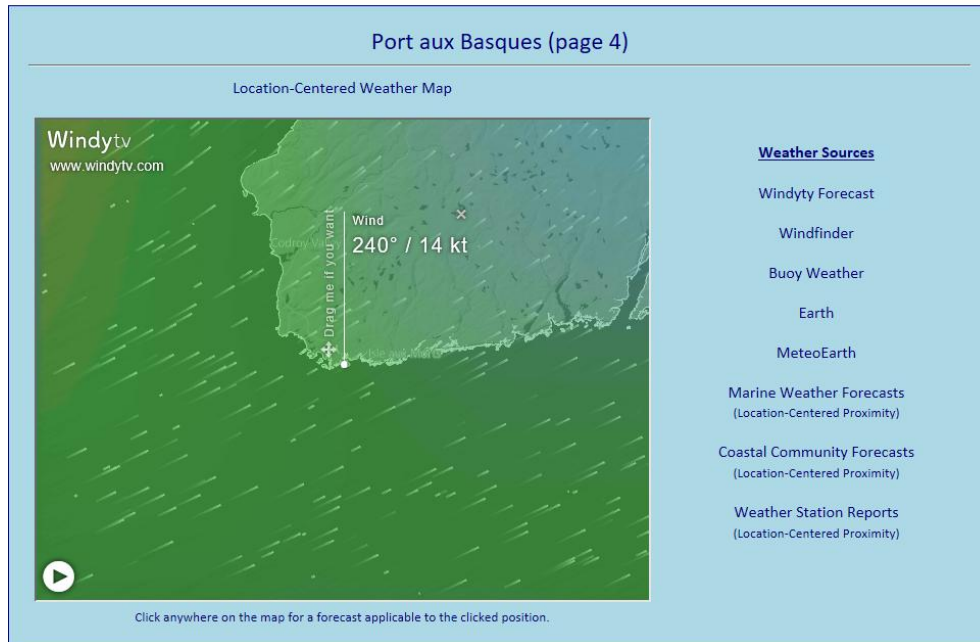 Port aux Basques (page 4)
Location-Centered Weather Map
Windytv
www.windytv.com
Drag me if you want
Wind
240° / 14 kt
Codroy Valley
Click anywhere on the map for a forecast applicable to the clicked position.
Weather Sources
Windyty Forecast
Windfinder
Buoy Weather
Earth
MeteoEarth
Marine Weather Forecasts
(Location-Centered Proximity)
Coastal Community Forecasts
(Location-Centered Proximity)
Weather Station Reports
(Location-Centered Proximity)